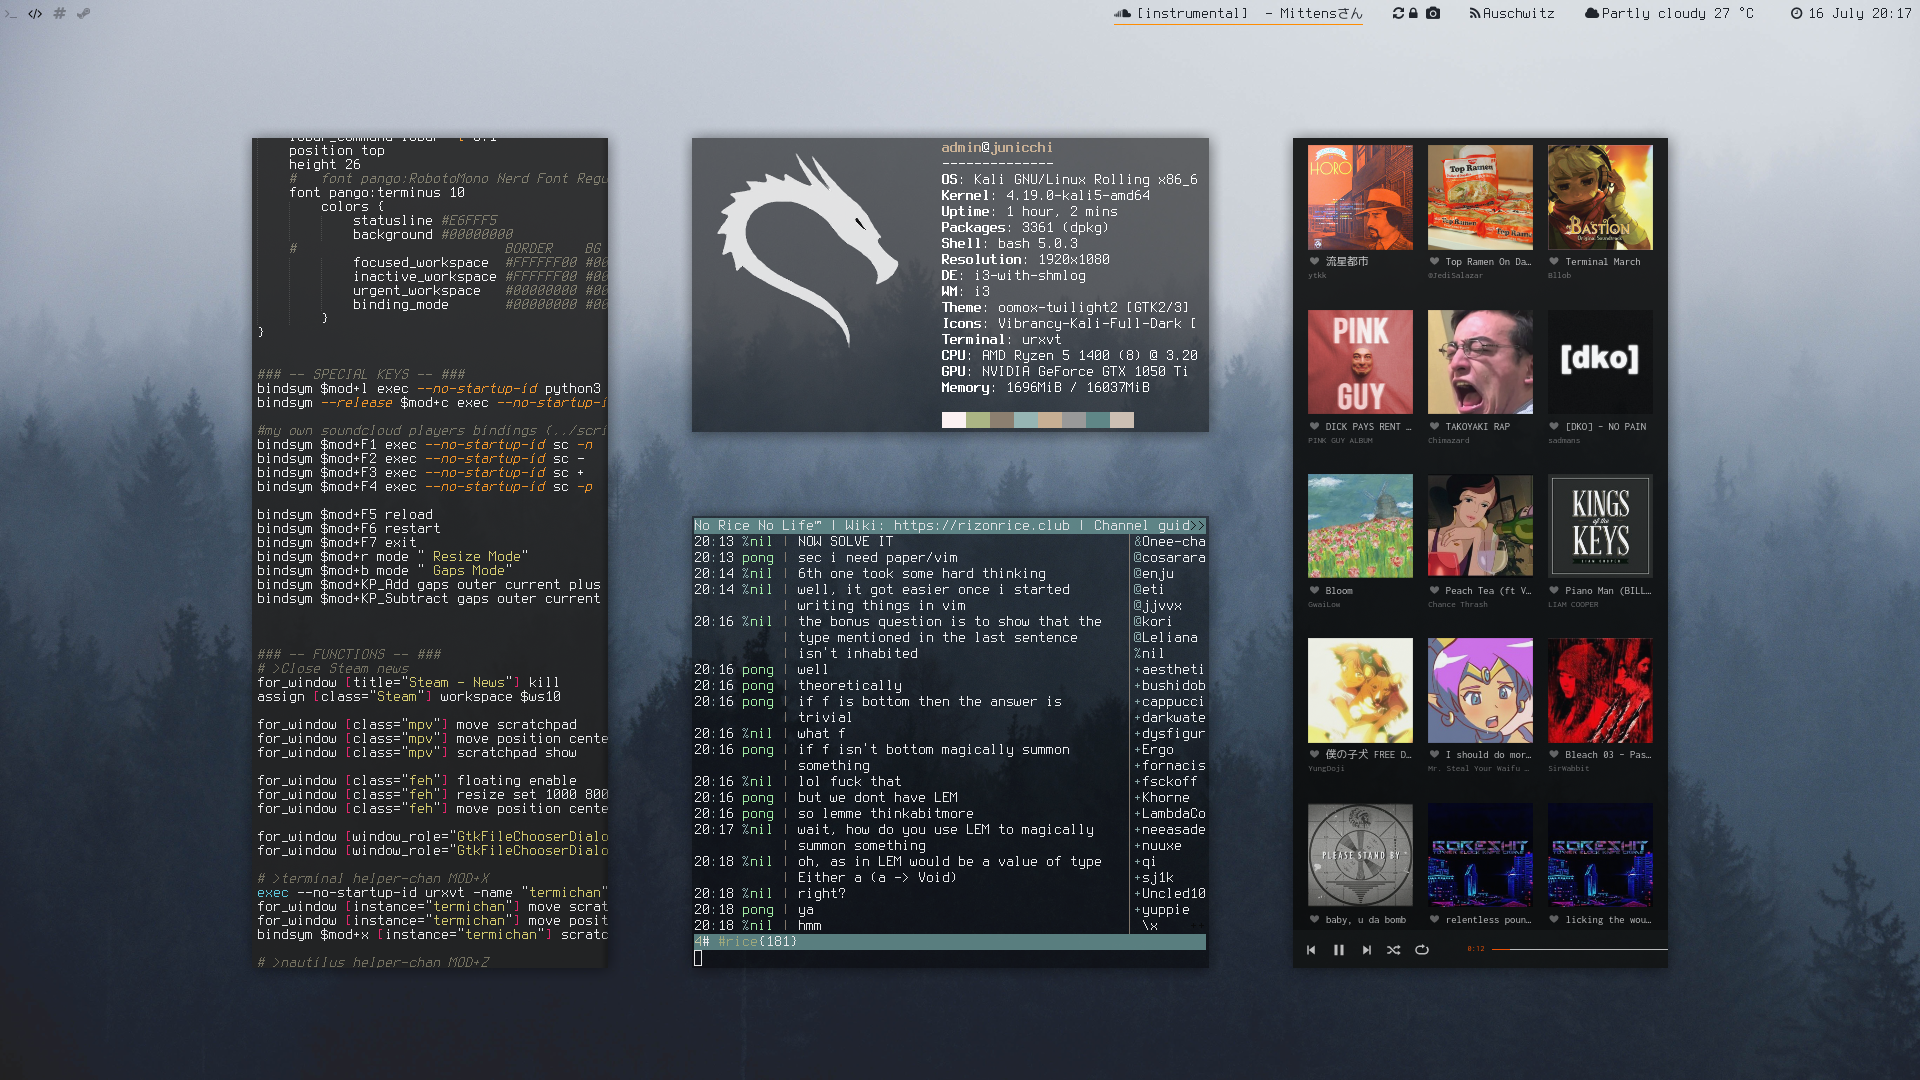 [instrumental]  - Mittensさん
Auschwitz
Partly cloudy 27 °C
16 July 20:17
position top
height 26
#   font pango:RobotoMono Nerd Font Regu
font pango:terminus 10
colors {
statusline #E6FFF5
background #00000000
# BORDER BG
focused_workspace #FFFFFF00 #00
inactive_workspace #FFFFFF00 #00
urgent_workspace #00000000 #00
binding_mode #00000000 #00
}
}
### -- SPECIAL KEYS -- ###
bindsym $mod+l exec --no-startup-id python3
bindsym --release $mod+c exec --no-startup-i
#my own soundcloud players bindings (../scri
bindsym $mod+F1 exec --no-startup-id sc -n
bindsym $mod+F2 exec --no-startup-id sc -
bindsym $mod+F3 exec --no-startup-id sc +
bindsym $mod+F4 exec --no-startup-id sc -p
bindsym $mod+F5 reload
bindsym $mod+F6 restart
bindsym $mod+F7 exit
bindsym $mod+r mode " Resize Mode"
bindsym $mod+b mode " Gaps Mode"
bindsym $mod+KP_Add gaps outer current plus
bindsym $mod+KP_Subtract gaps outer current
### -- FUNCTIONS -- ###
# >Close Steam news
for_window [title="Steam - News"] kill
assign [class="Steam"] workspace $ws10
for_window [class="mpv"] move scratchpad
for_window [class="mpv"] move position cente
for_window [class="mpv"] scratchpad show
for_window [class="feh"] floating enable
for_window [class="feh"] resize set 1000 800
for_window [class="feh"] move position cente
for_window [window_role="GtkFileChooserDialo
for_window [window_role="GtkFileChooserDialo
# >terminal helper-chan MOD+X
exec --no-startup-id urxvt -name "termichan"
for_window [instance="termichan"] move scrat
for_window [instance="termichan"] move posit
bindsym $mod+x [instance="termichan"] scratc
# >nautilus helper-chan MOD+Z
admin@junicchi
--------------
OS: Kali GNU/Linux Rolling x86_6
Kernel: 4.19.0-kali5-amd64
Uptime: 1 hour, 2 mins
Packages: 3361 (dpkg)
Shell: bash 5.0.3
Resolution: 1920x1080
DE: i3-with-shmlog
WM: i3
Theme: oomox-twilight2 [GTK2/3]
Icons: Vibrancy-Kali-Full-Dark [
Terminal: urxvt
CPU: AMD Ryzen 5 1400 (8) @ 3.20
GPU: NVIDIA GeForce GTX 1050 Ti
Memory: 1696MiB / 16037MiB
No Rice No Life™ | Wiki: https://rizonrice.club | Channel guid>>
20:13 %nil | NOW SOLVE IT
20:13 pong | sec i need paper/vim
20:14 %nil | 6th one took some hard thinking
20:14 %nil | well, it got easier once i started
| writing things in vim
20:16 %nil | the bonus question is to show that the
| type mentioned in the last sentence
| isn't inhabited
20:16 pong | well
20:16 pong | theoretically
20:16 pong | if f is bottom then the answer is
| trivial
20:16 %nil | what f
20:16 pong | if f isn't bottom magically summon
| something
20:16 %nil | lol fuck that
20:16 pong | but we dont have LEM
20:16 pong | so lemme thinkabitmore
20:17 %nil | wait, how do you use LEM to magically
| summon something
20:18 %nil | oh, as in LEM would be a value of type
| Either a (a -> Void)
20:18 %nil | right?
20:18 pong | ya
20:18 %nil | hmm
&Onee-cha
@cosarara
@enju
@eti
@jjvvx
@kori
@Leliana
%nil
+aestheti
+bushidob
+cappucci
+darkwate
+dysfigur
+Ergo
+fornacis
+fsckoff
+Khorne
+LambdaCo
+neeasade
+nuuxe
+qi
+sj1k
+Uncled10
+yuppie
\x
4# #rice{181}
HORO
Top Ramen
BASTION
Original Soundtrack
流星都市
Top Ramen On Da…
Terminal March
ytkk
@JediSalazar
Bllob
PINK
GUY
[dko]
DICK PAYS RENT …
TAKOYAKI RAP
[DKO] - NO PAIN
PINK GUY ALBUM
Chimazard
sadmans
KINGS
of the
KEYS
LIAM COOPER
Bloom
Peach Tea (ft V…
Piano Man (BILL…
GwaiLow
Chance Thrash
LIAM COOPER
僕の子犬 FREE D…
I should do mor…
Bleach 03 - Pas…
YungDoji
Mr. Steal Your Waifu …
SirWabbit
PLEASE STAND BY
GORESHIT
GORESHIT
baby, u da bomb
relentless poun…
licking the wou…
0:12